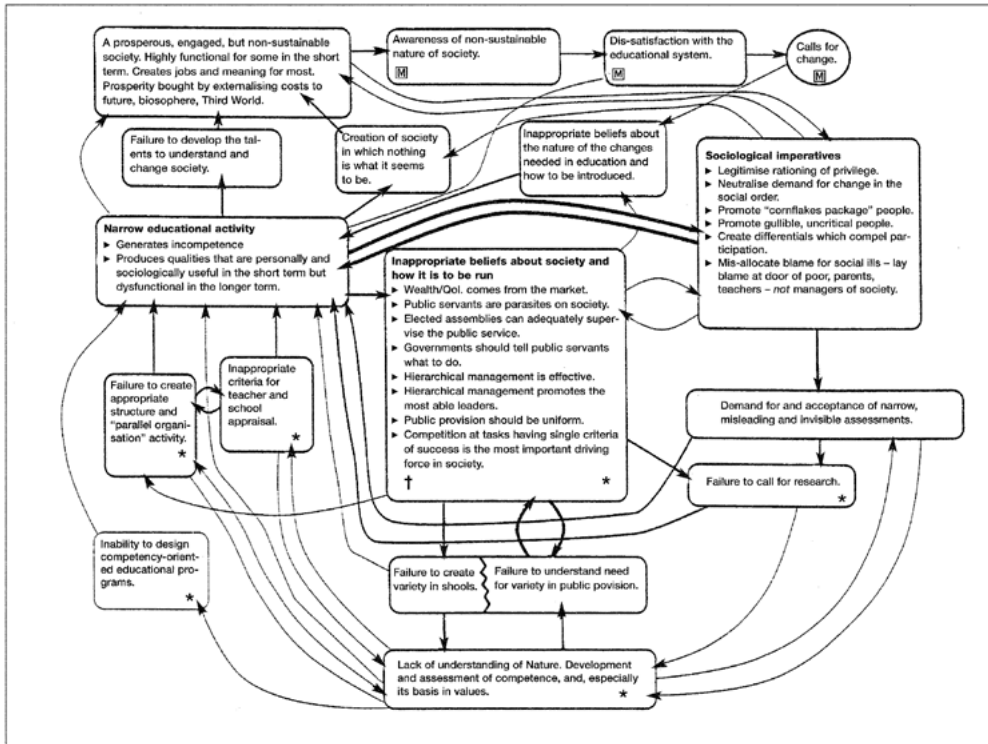 A prosperous, engaged, but non-sustainable
society. Highly functional for some in the short
term. Creates jobs and meaning for most.
Prosperity bought by externalising costs to
future, biosphere, Third World.
Awareness of non-sustainable
nature of society.
M
Dis-satisfaction with the
educational system.
M
Calls for
change.
M
Failure to develop the tal-
ents to understand and
change society.
Creation of society
in which nothing
is what it seems
to be.
Inappropriate beliefs about
the nature of the changes
needed in education and
how to be introduced.
Sociological imperatives
► Legitimise rationing of privilege.
► Neutralise demand for change in the
social order.
► Promote "cornflakes package" people.
► Promote gullible, uncritical people.
► Create differentials which compel par-
ticipation.
► Mis-allocate blame for social ills – lay
blame at door of poor, parents,
teachers – not managers of society.
Narrow educational activity
► Generates incompetence
► Produces qualities that are personally and
sociologically useful in the short term but
dysfunctional in the longer term.
Inappropriate beliefs about society and
how it is to be run
► Wealth/Qol. comes from the market.
► Public servants are parasites on society.
► Elected assemblies can adequately super-
vise the public service.
► Governments should tell public servants
what to do.
► Hierarchical management is effective.
► Hierarchical management promotes the
most able leaders.
► Public provision should be uniform.
► Competition at tasks having single criteria
of success is the most important driving
force in society.
† *
Failure to create
appropriate
structure and
"parallel organi-
sation" activity.
*
Inappropriate
criteria for
teacher and
school
appraisal.
*
Demand for and acceptance of narrow,
misleading and invisible assessments.
Failure to call for research.
*
Inability to design
competency-orient-
ed educational pro-
grams.
*
Failure to create
variety in shools.
Failure to understand need
for variety in public povision.
Lack of understanding of Nature. Development
and assessment of competence, and, especially
its basis in values.
*